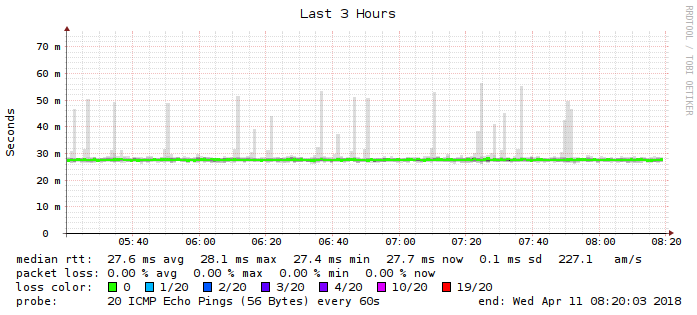 Last 3 Hours
RRDTOOL / TOBI OETIKER
Seconds
70 m
60 m
50 m
40 m
30 m
20 m
10 m
0
05:40 06:00 06:20 06:40 07:00 07:20 07:40 08:00 08:20
median rtt: 27.6 ms avg 28.1 ms max 27.4 ms min 27.7 ms now 0.1 ms sd 227.1 am/s
packet loss: 0.00 % avg 0.00 % max 0.00 % min 0.00 % now
loss color: 0 1/20 2/20 3/20 4/20 10/20 19/20
probe: 20 ICMP Echo Pings (56 Bytes) every 60s end: Wed Apr 11 08:20:03 2018